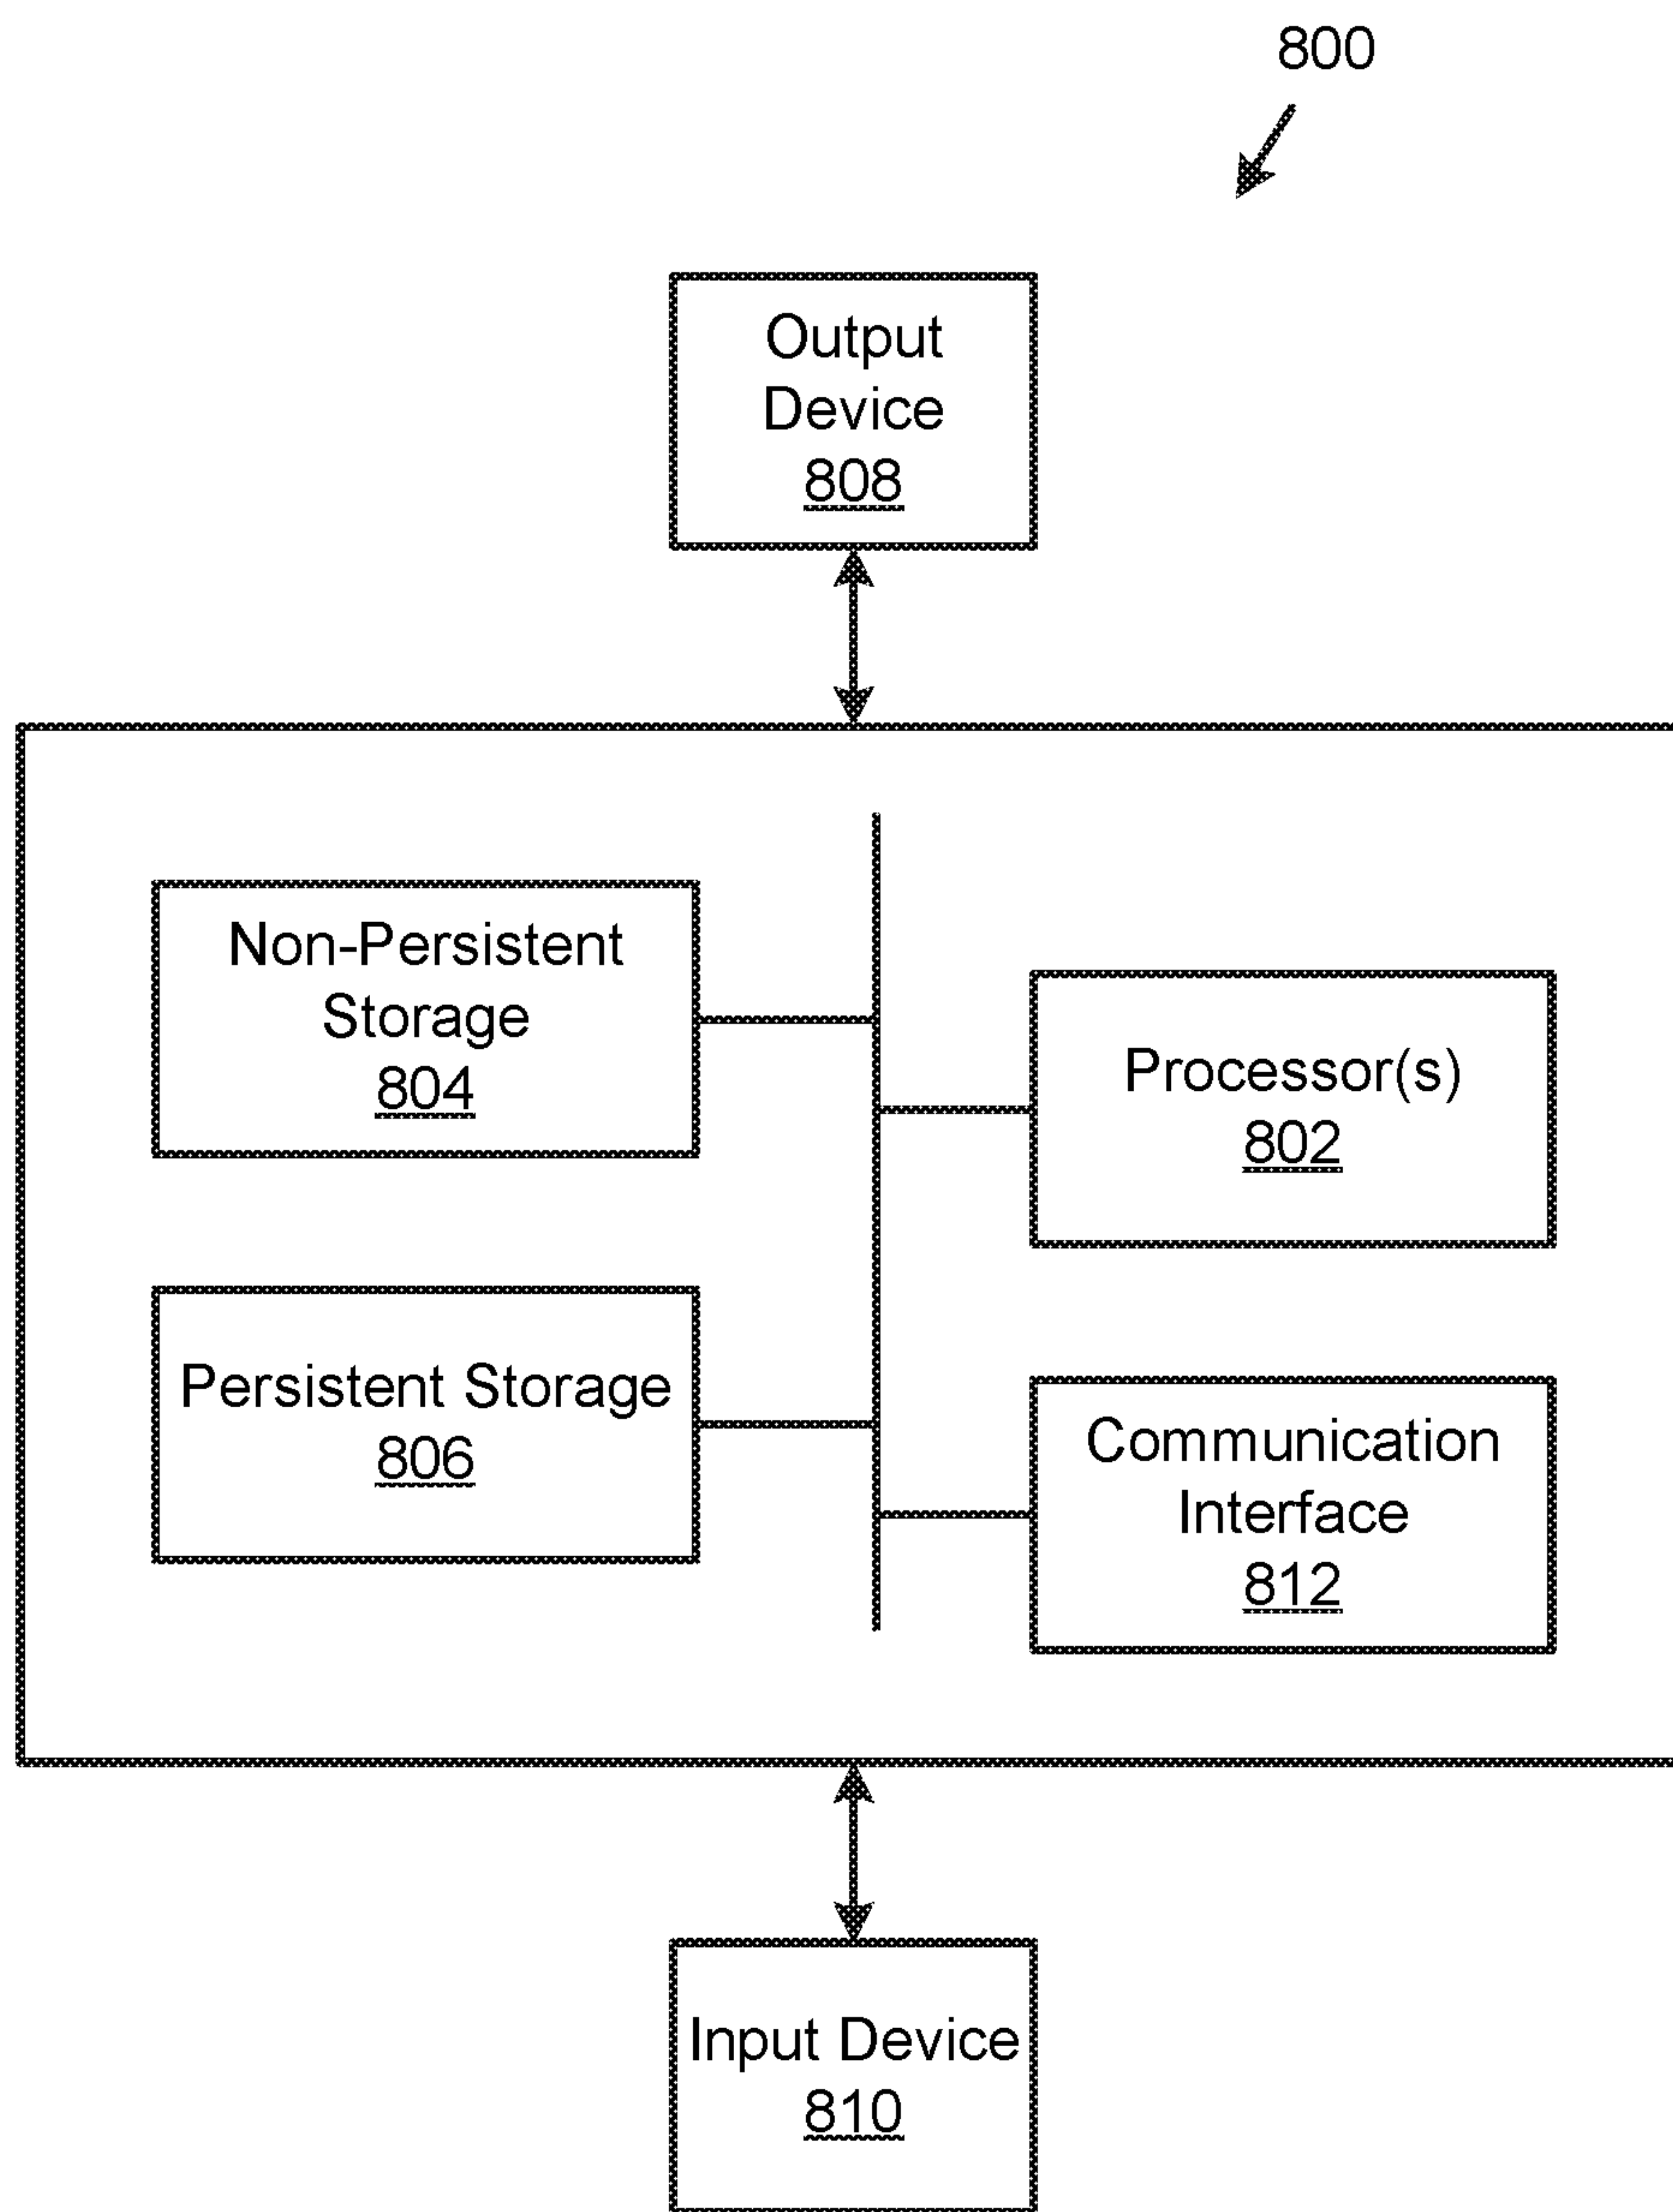 800
Output
Device
808
Non-Persistent
Storage
804
Processor(s)
802
Persistent Storage
806
Communication
Interface
812
Input Device
810